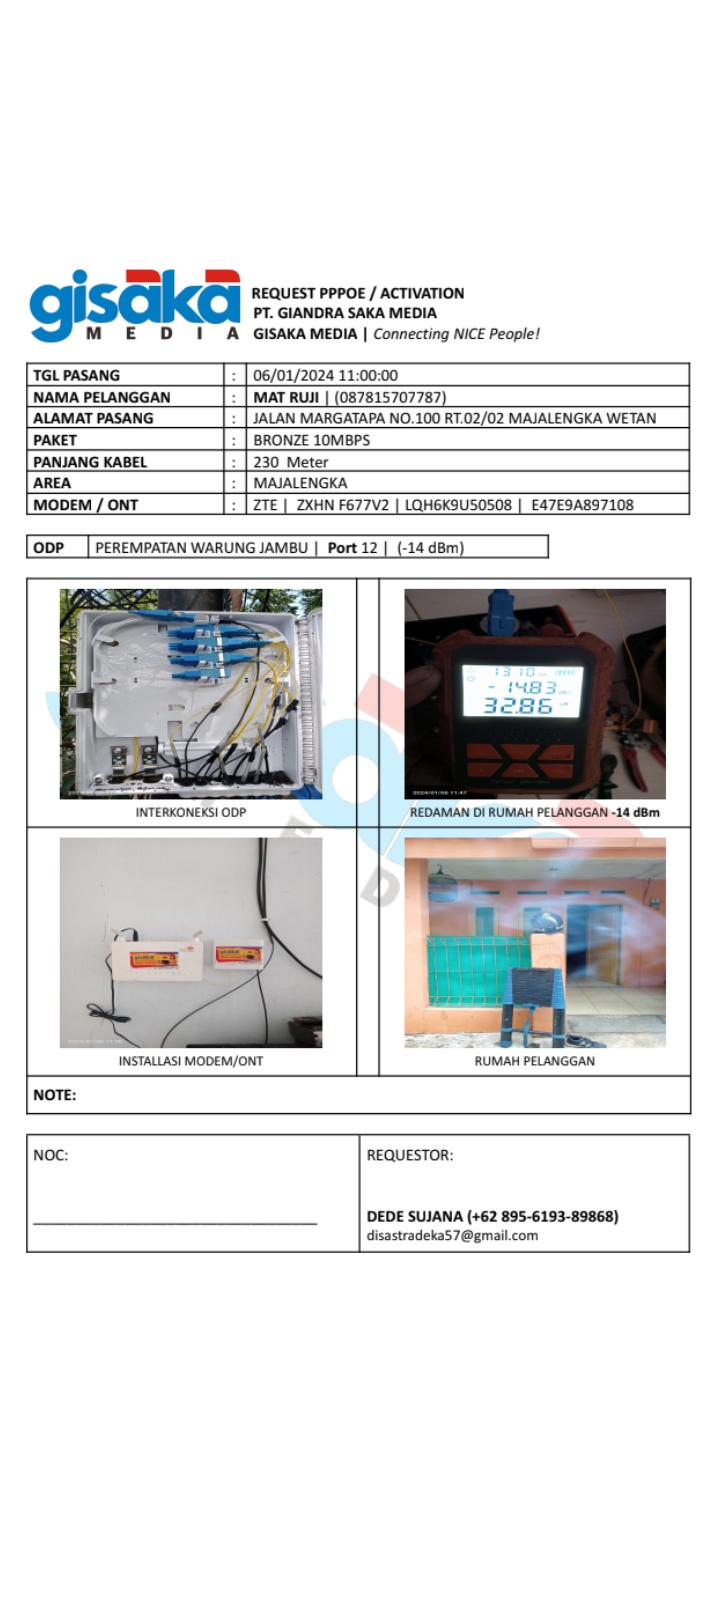 gisaka
MEDIA
REQUEST PPPOE / ACTIVATION
PT. GIANDRA SAKA MEDIA
GISAKA MEDIA | Connecting NICE People!
TGL PASANG : 06/01/2024 11:00:00
NAMA PELANGGAN : MAT RUJI | (087815707787)
ALAMAT PASANG : JALAN MARGATAPA NO.100 RT.02/02 MAJALENGKA WETAN
PAKET : BRONZE 10MBPS
PANJANG KABEL : 230 Meter
AREA : MAJALENGKA
MODEM / ONT : ZTE | ZXHN F677V2 | LQH6K9U50508 | E47E9A897108
ODP PEREMPATAN WARUNG JAMBU | Port 12 | (-14 dBm)
1310
-14.83
32.86
2024/01/06 11:47
INTERKONEKSI ODP
REDAMAN DI RUMAH PELANGGAN -14 dBm
INSTALLASI MODEM/ONT
RUMAH PELANGGAN
NOTE:
NOC:
REQUESTOR:
DEDE SUJANA (+62 895-6193-89868)
disastradeka57@gmail.com